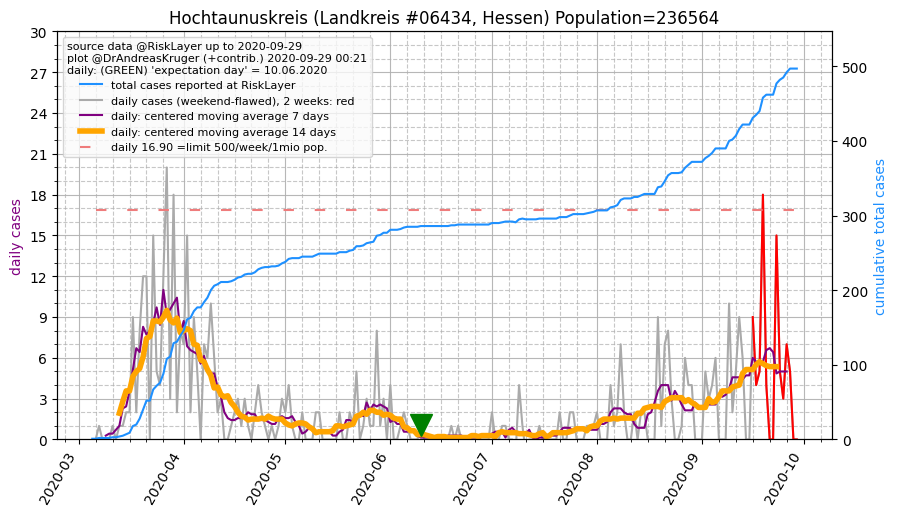 Hochtaunuskreis (Landkreis #06434, Hessen) Population=236564
source data @RiskLayer up to 2020-09-29
plot @DrAndreasKruger (+contrib.) 2020-09-29 00:21
daily: (GREEN) 'expectation day' = 10.06.2020
total cases reported at RiskLayer
daily cases (weekend-flawed), 2 weeks: red
daily: centered moving average 7 days
daily: centered moving average 14 days
daily 16.90 =limit 500/week/1mio pop.
daily cases
30
27
24
21
18
15
12
9
6
3
0
cumulative total cases
500
400
300
200
100
0
2020-03
2020-04
2020-05
2020-06
2020-07
2020-08
2020-09
2020-10